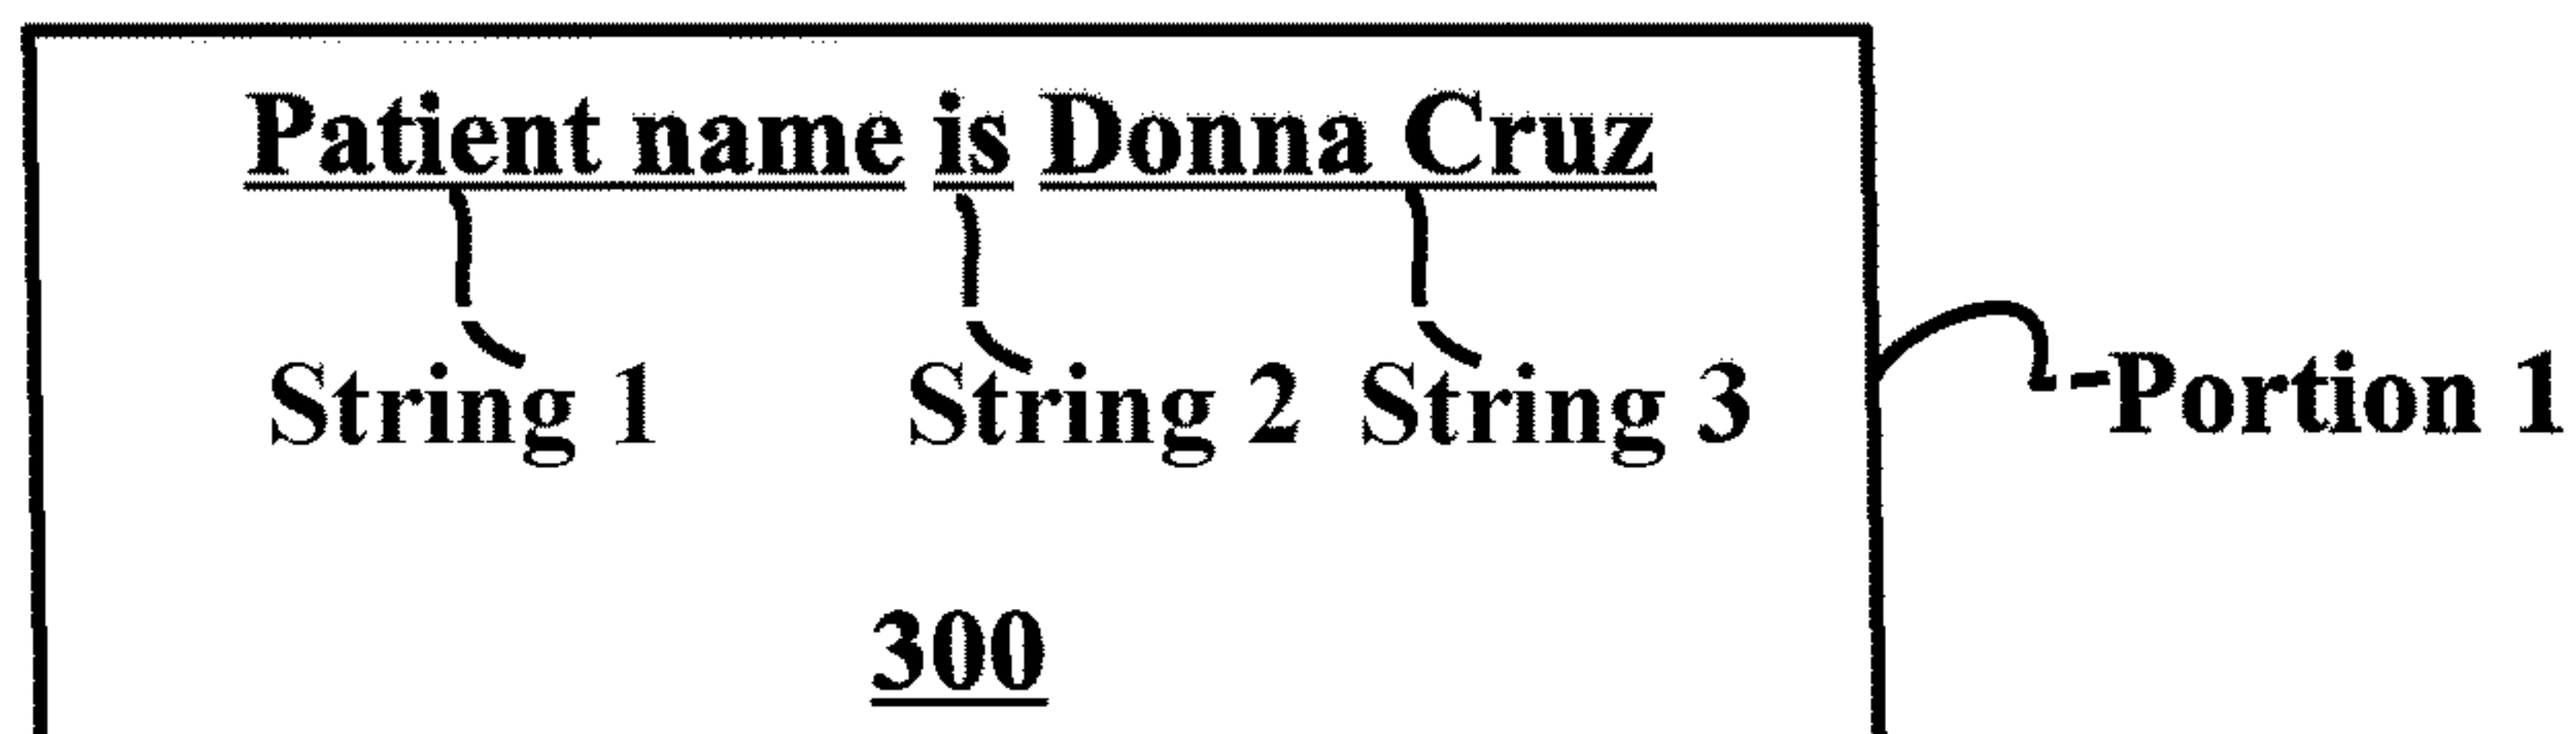 Patient name is Donna Cruz
String 1 String 2 String 3
Portion 1
300